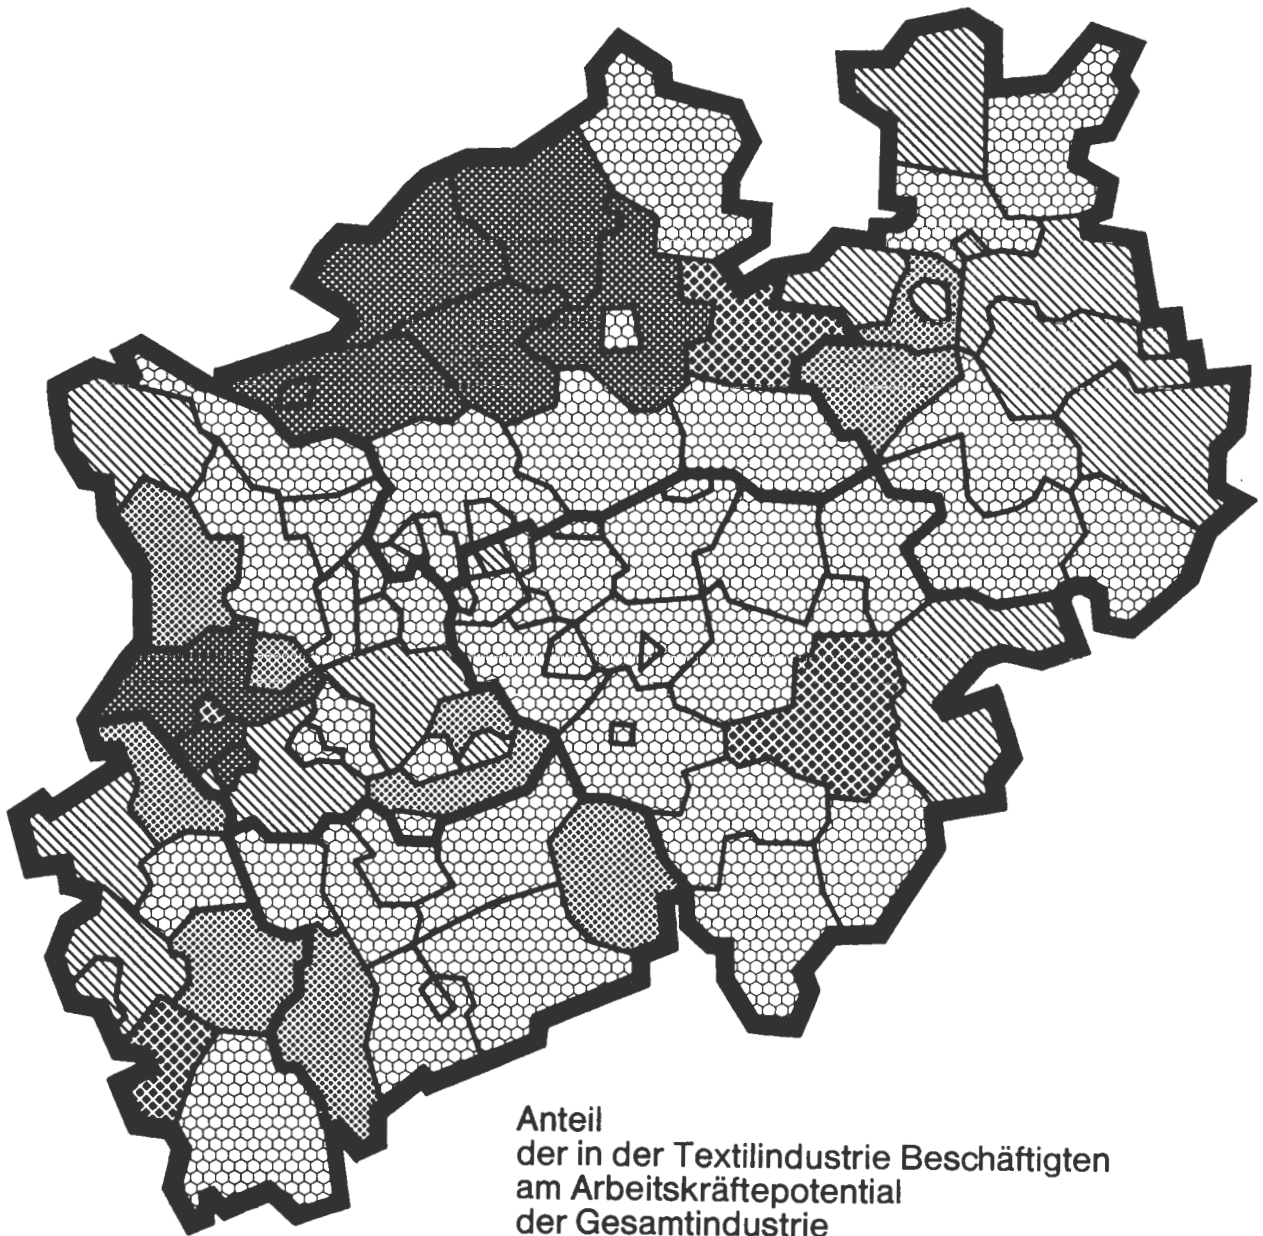 Anteil
der in der Textilindustrie Beschäftigten
am Arbeitskräftepotential
der Gesamtindustrie